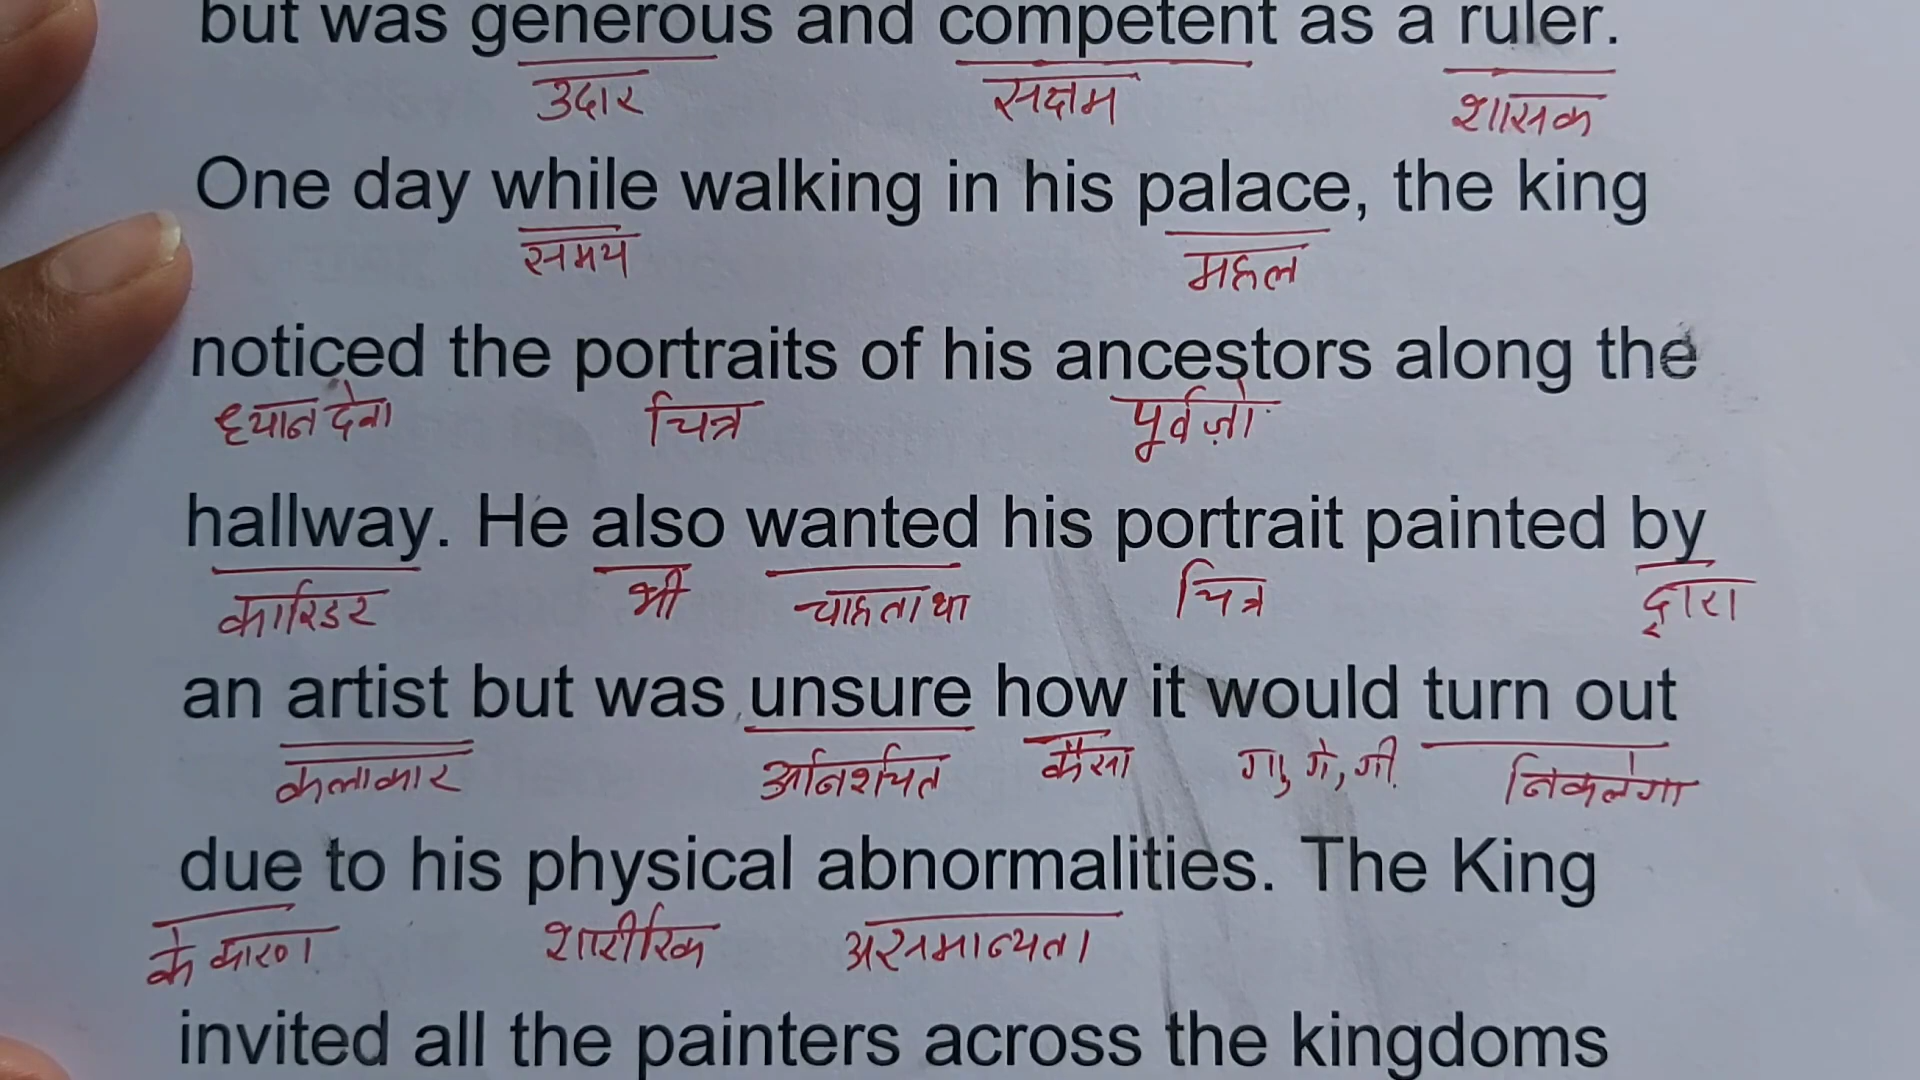 but was generous and competent as a ruler.
उदार सक्षम शासक
One day while walking in his palace, the king
समय महल
noticed the portraits of his ancestors along the
ध्यान देना चित्र पूर्वज़ो
hallway. He also wanted his portrait painted by
कारिडर भी चाहता था चित्र द्वारा
an artist but was unsure how it would turn out
कलाकार अनिश्चित कैसा गा, गे, गी निकलेगा
due to his physical abnormalities. The King
के कारण शारीरिक असमान्यता
invited all the painters across the kingdoms